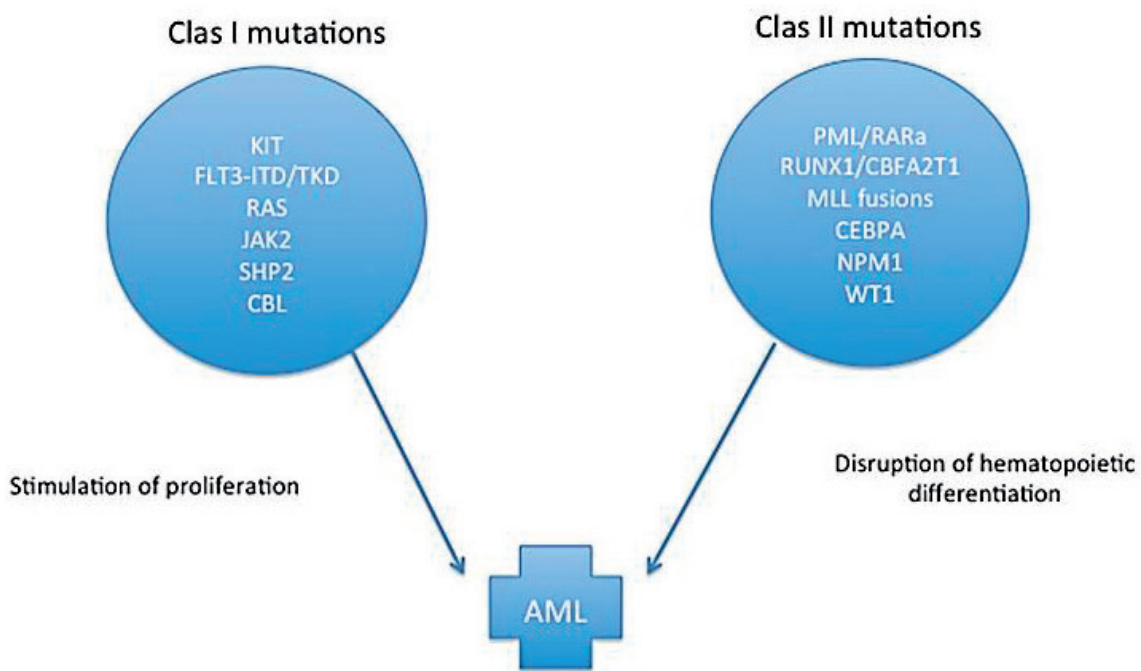 Clas I mutations
KIT
FLT3-ITD/TKD
RAS
JAK2
SHP2
CBL
Clas II mutations
PML/RARa
RUNX1/CBFA2T1
MLL fusions
CEBPA
NPM1
WT1
Stimulation of proliferation
Disruption of hematopoietic
differentiation
AML